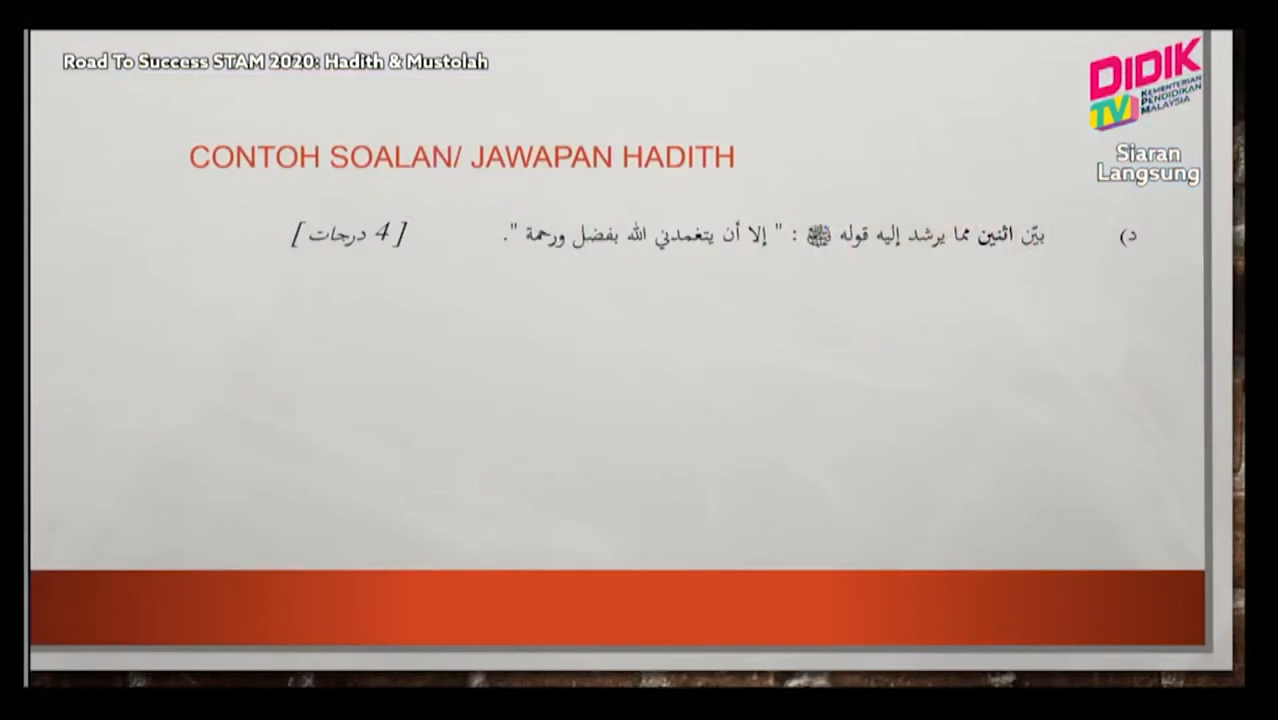 Road To Success STAM 2020: Hadith & Mustolah
DIDIK
TV
KEMENTERIAN
PENDIDIKAN
MALAYSIA
Siaran
Langsung
CONTOH SOALAN/ JAWAPAN HADITH
د) بيّن اثنين مما يرشد إليه قوله ﷺ : " إلا أن يتغمدني الله بفضل ورحمة ". [ 4 درجات ]